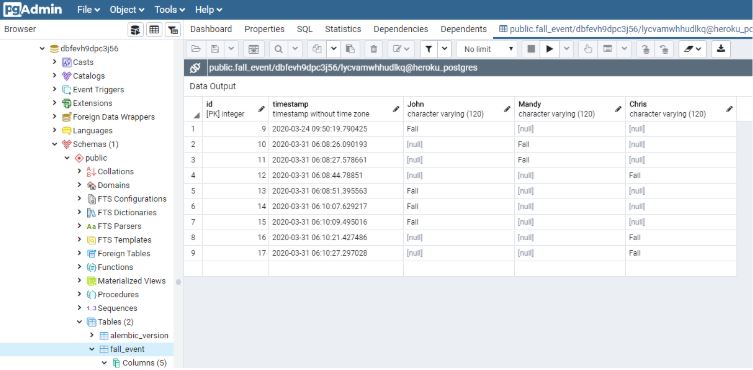 pgAdmin File Object Tools Help
Browser Dashboard Properties SQL Statistics Dependencies Dependents public.fall_event/dbfevh9dpc3j56/lycvamwhhudlkq@heroku_po
No limit
public.fall_event/dbfevh9dpc3j56/lycvamwhhudlkq@heroku_postgres
Data Output
id timestamp John Mandy Chris
[PK] integer timestamp without time zone character varying (120) character varying (120) character varying (120)
1 9 2020-03-24 09:50:19.790425 Fall [null] [null]
2 10 2020-03-31 06:08:26.090193 [null] Fall [null]
3 11 2020-03-31 06:08:27.578661 [null] Fall [null]
4 12 2020-03-31 06:08:44.78851 [null] [null] Fall
5 13 2020-03-31 06:08:51.395563 Fall [null] Fall
6 14 2020-03-31 06:10:07.629217 Fall [null] [null]
7 15 2020-03-31 06:10:09.495016 Fall [null] [null]
8 16 2020-03-31 06:10:21.427486 [null] [null] Fall
9 17 2020-03-31 06:10:27.297028 [null] [null] Fall
dbfevh9dpc3j56
Casts
Catalogs
Event Triggers
Extensions
Foreign Data Wrappers
Languages
Schemas (1)
public
Collations
Domains
FTS Configurations
FTS Dictionaries
Aa FTS Parsers
FTS Templates
Foreign Tables
Functions
Materialized Views
Procedures
1..3 Sequences
Tables (2)
alembic_version
fall_event
Columns (5)